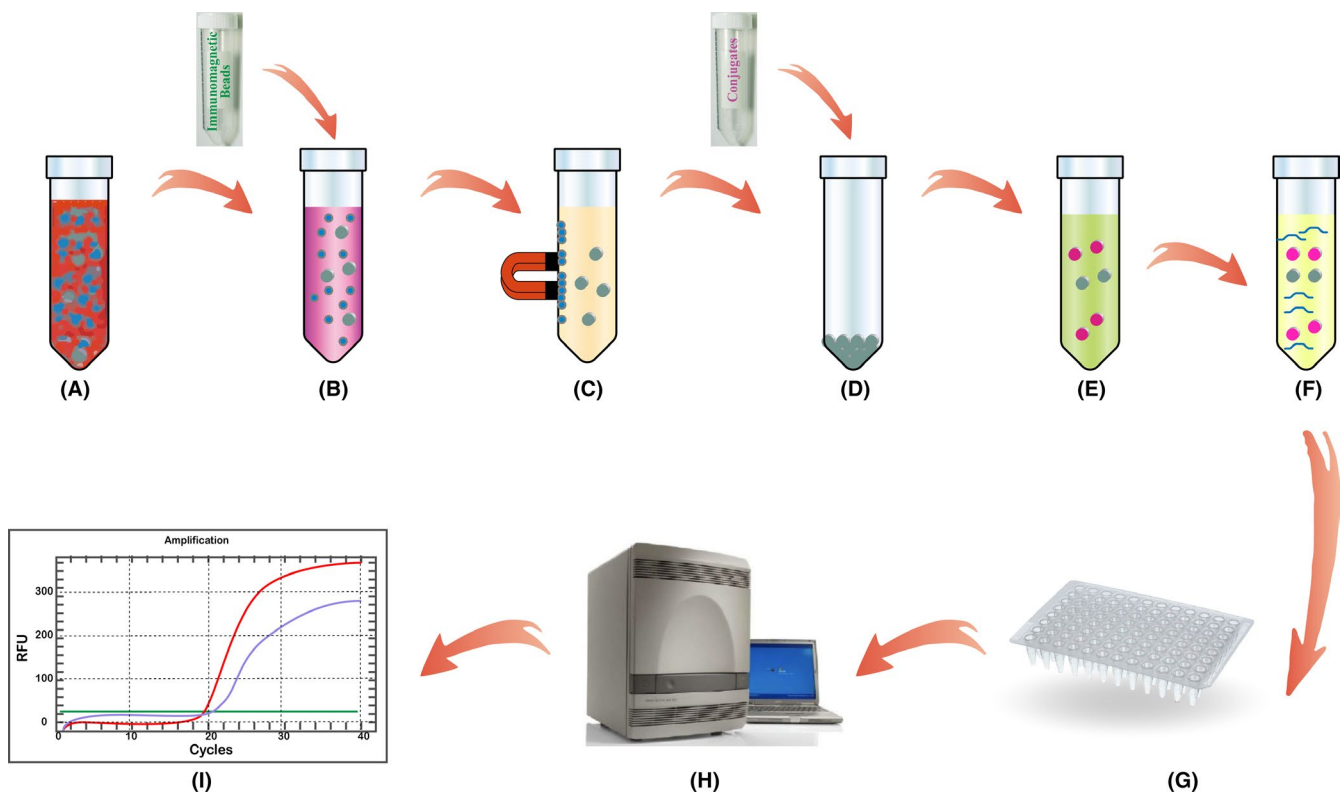 Immunomagnetic
Beads
Conjugates
(A)
(B)
(C)
(D)
(E)
(F)
Amplification
RFU
300
200
100
0
0
10
20
30
40
Cycles
(I)
(H)
(G)